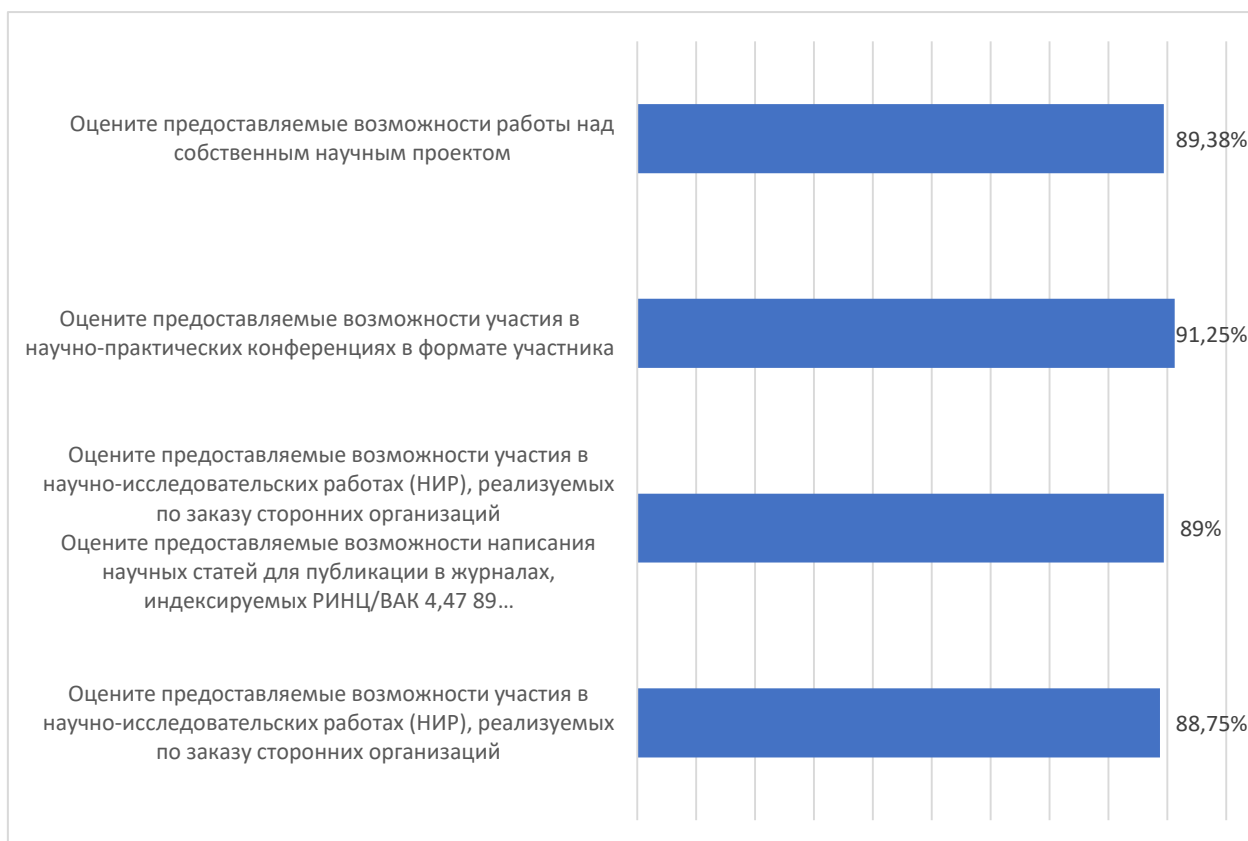 Оцените предоставляемые возможности работы над
собственным научным проектом
89,38%
Оцените предоставляемые возможности участия в
научно-практических конференциях в формате участника
91,25%
Оцените предоставляемые возможности участия в
научно-исследовательских работах (НИР), реализуемых
по заказу сторонних организаций
Оцените предоставляемые возможности написания
научных статей для публикации в журналах,
индексируемых РИНЦ/ВАК 4,47 89…
89%
Оцените предоставляемые возможности участия в
научно-исследовательских работах (НИР), реализуемых
по заказу сторонних организаций
88,75%